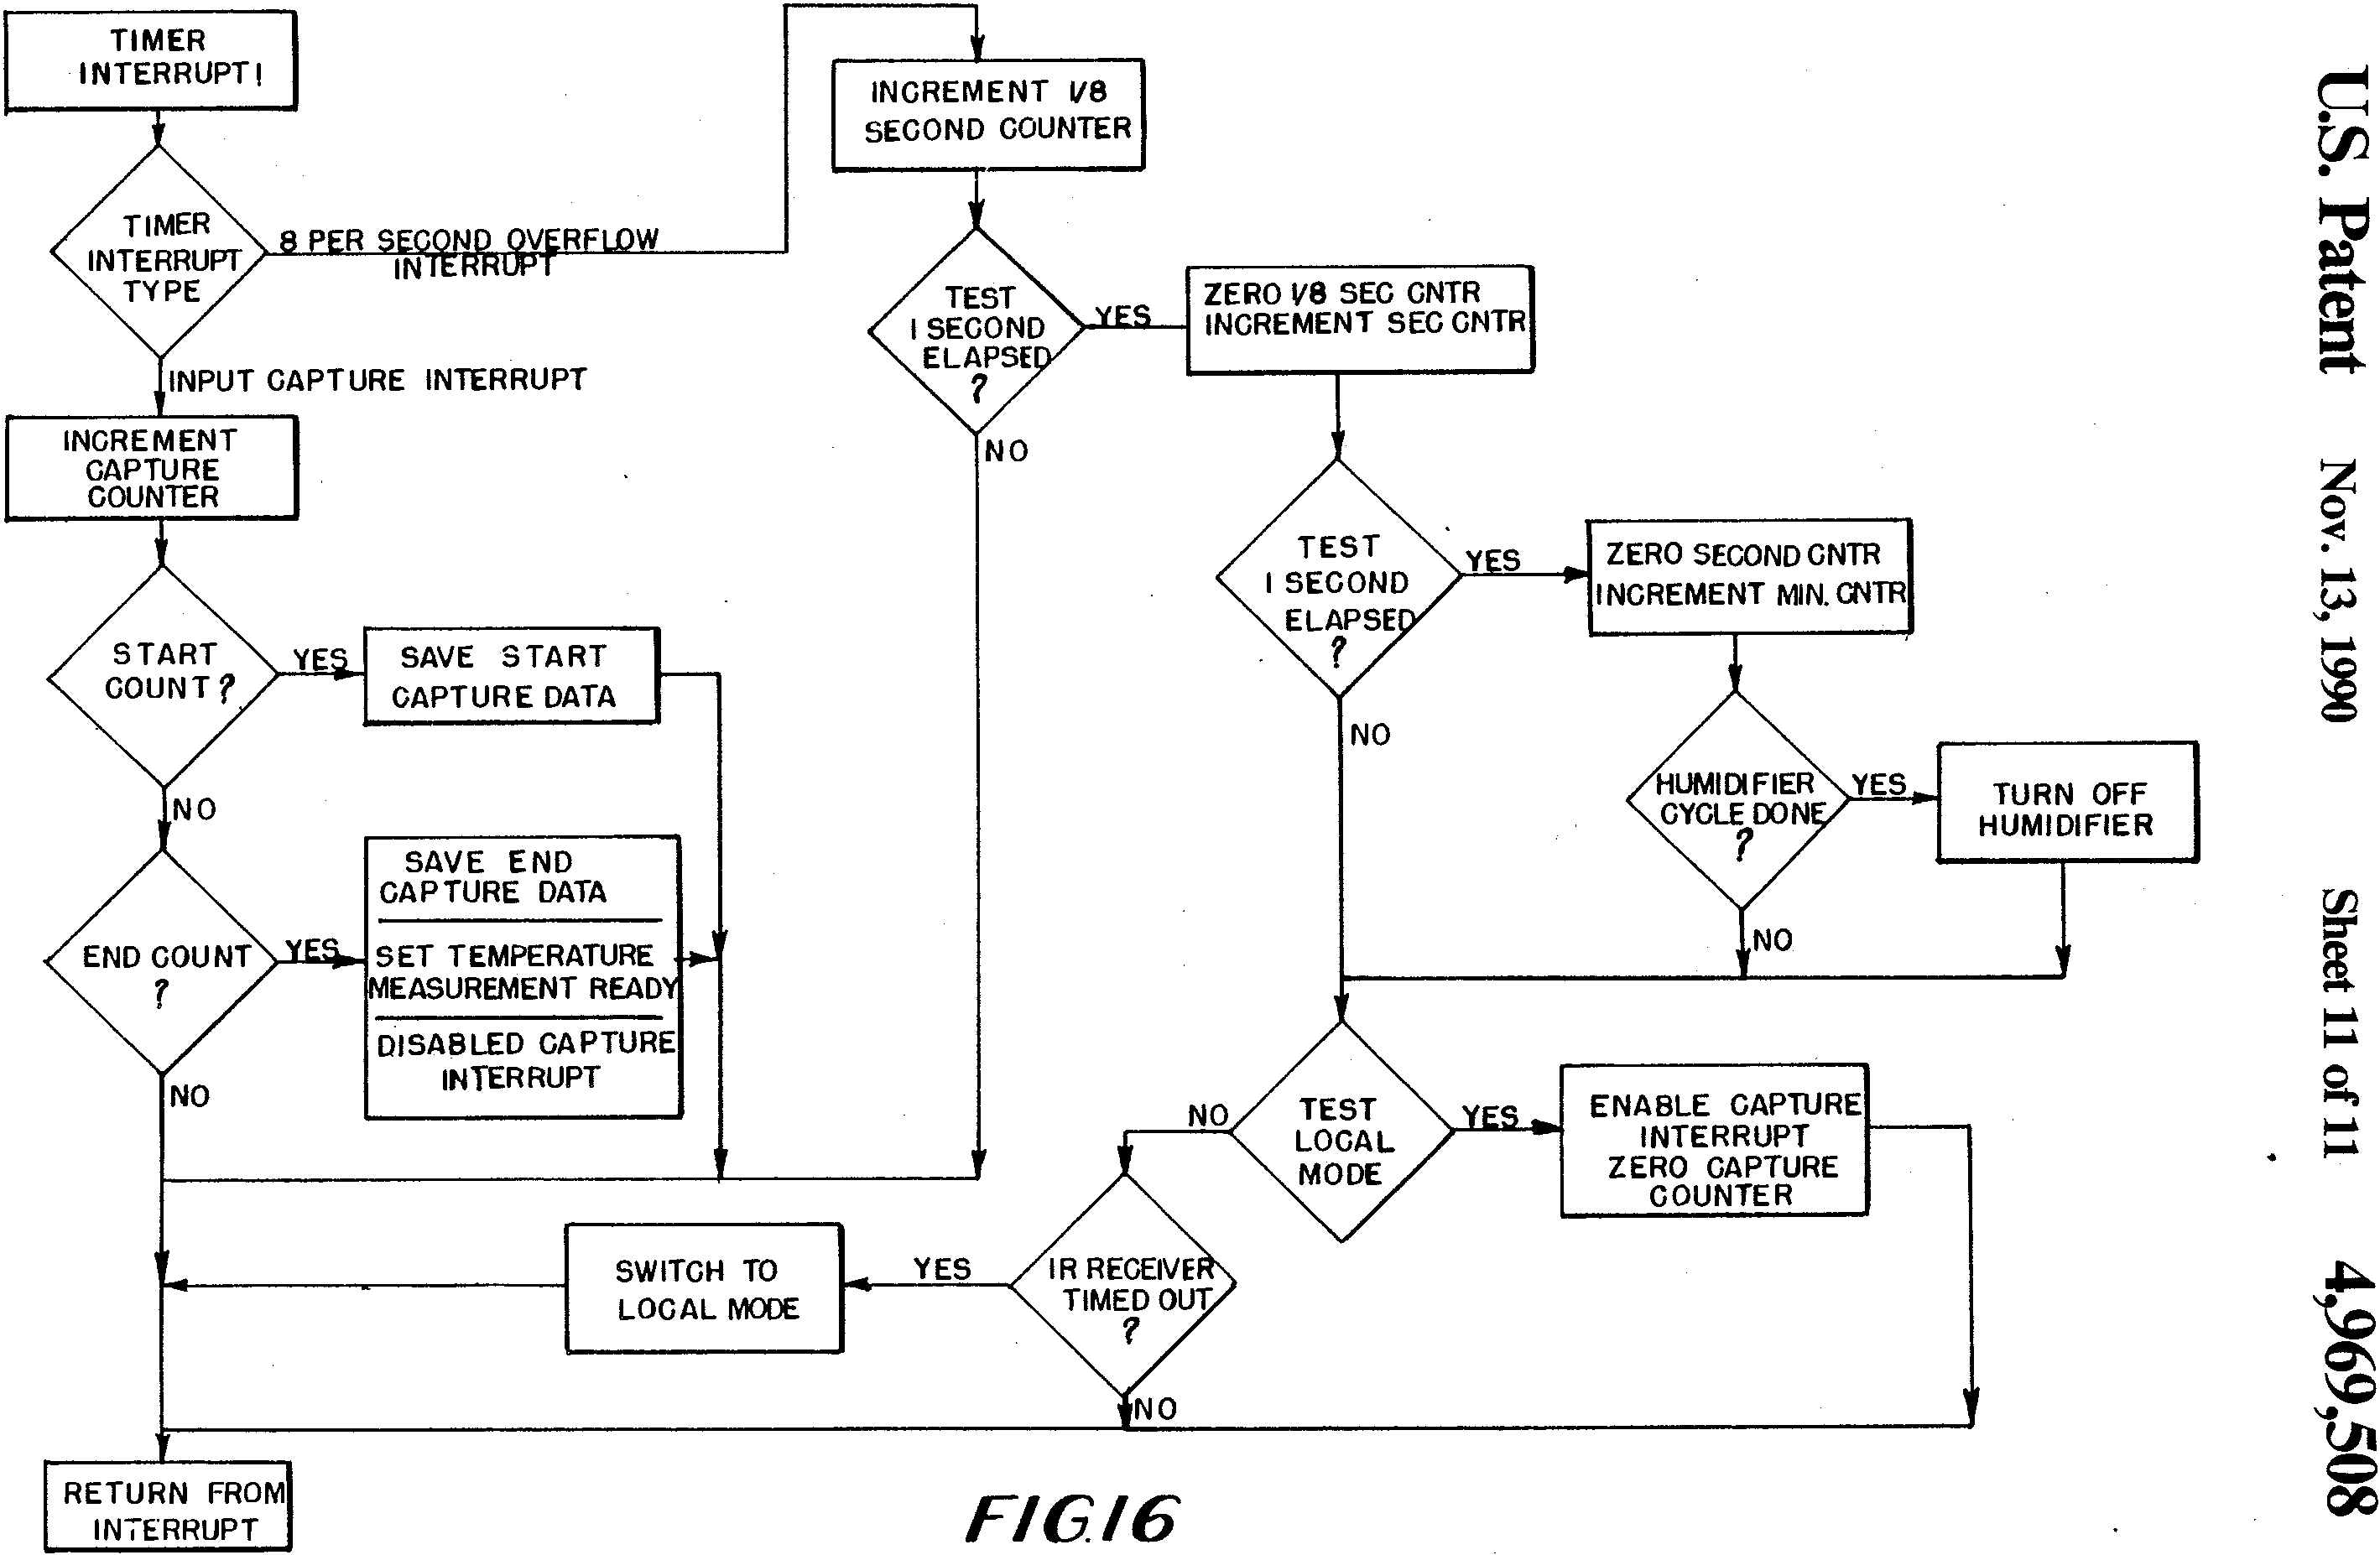 TIMER
INTERRUPT!
TIMER
INTERRUPT
TYPE
8 PER SECOND OVERFLOW
INTERRUPT
INPUT CAPTURE INTERRUPT
INCREMENT
CAPTURE
COUNTER
START
COUNT?
YES
SAVE START
CAPTURE DATA
NO
END COUNT
?
YES
SAVE END
CAPTURE DATA
SET TEMPERATURE
MEASUREMENT READY
DISABLED CAPTURE
INTERRUPT
NO
INCREMENT 1/8
SECOND COUNTER
TEST
1 SECOND
ELAPSED
?
YES
NO
ZERO 1/8 SEC CNTR
INCREMENT SEC CNTR
TEST
1 SECOND
ELAPSED
?
YES
NO
ZERO SECOND CNTR
INCREMENT MIN. CNTR
HUMIDIFIER
CYCLE DONE
?
YES
NO
TURN OFF
HUMIDIFIER
TEST
LOCAL
MODE
NO
YES
ENABLE CAPTURE
INTERRUPT
ZERO CAPTURE
COUNTER
IR RECEIVER
TIMED OUT
?
YES
NO
SWITCH TO
LOCAL MODE
RETURN FROM
INTERRUPT
FIG.16
U.S. Patent Nov. 13, 1990 Sheet 11 of 11 4,969,508